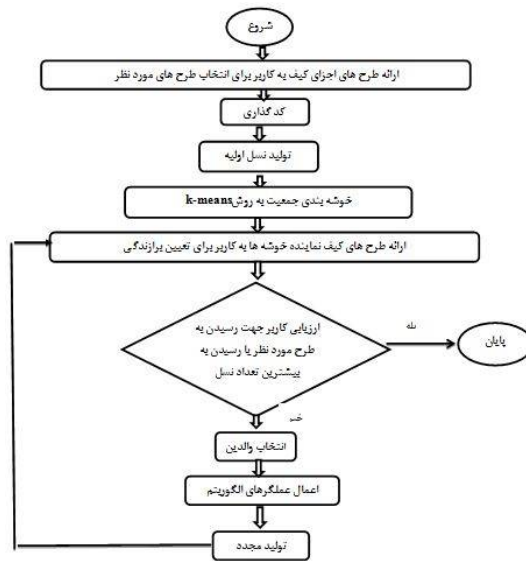 شروع
ارائه طرح های اجزای کیف به کاربر برای انتخاب طرح های مورد نظر
کد گذاری
تولید نسل اولیه
خوشه بندی جمعیت به روش k-means
ارائه طرح های کیف نماینده خوشه ها به کاربر برای تعیین برازندگی
ارزیابی کاربر جهت رسیدن به
طرح مورد نظر یا رسیدن به
بیشترین تعداد نسل
بله
پایان
خیر
انتخاب والدین
اعمال عملگرهای الگوریتم
تولید مجدد